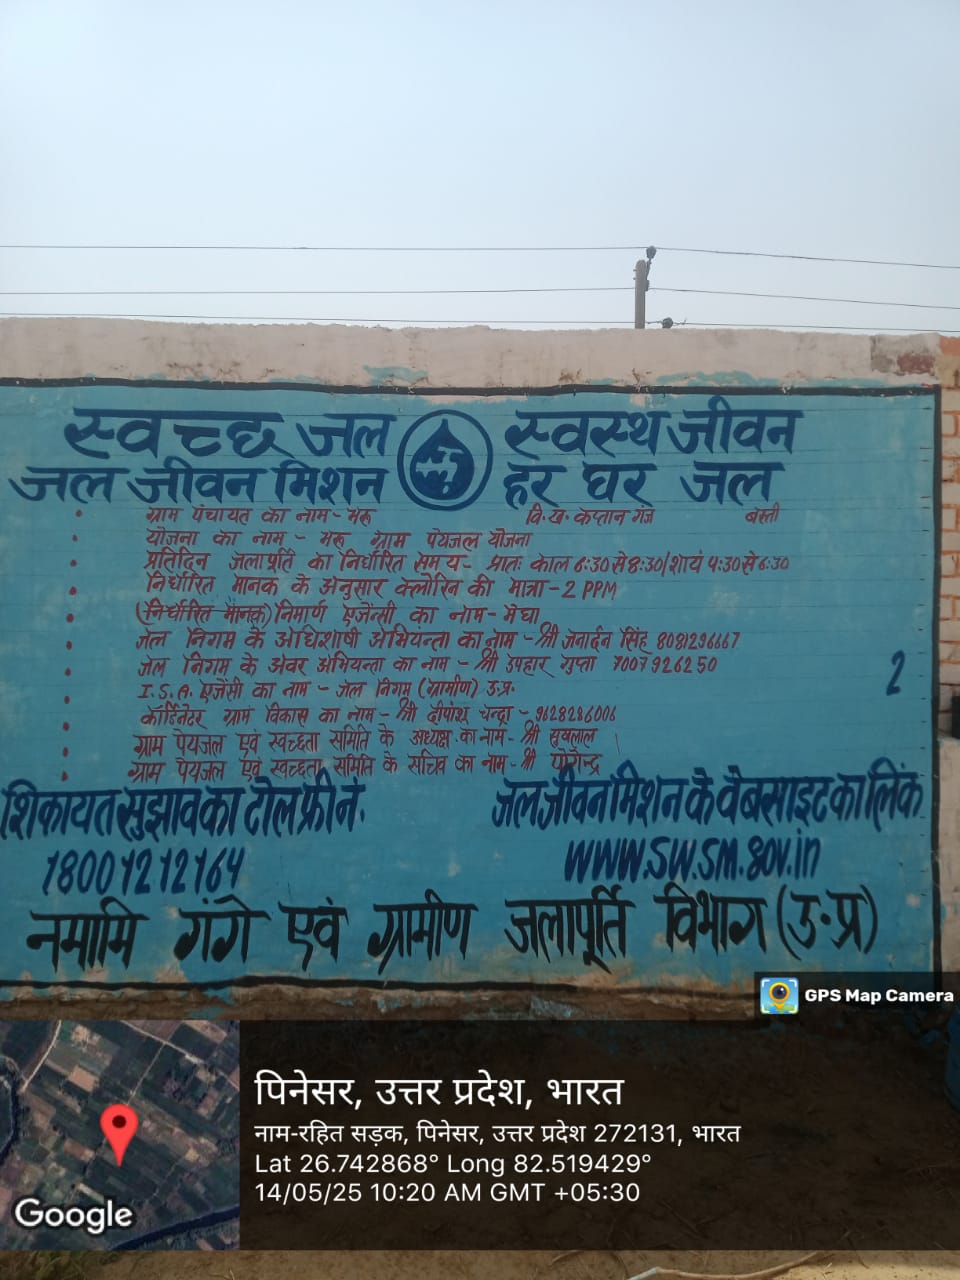 स्वच्छ जल स्वस्थ जीवन
जल जीवन मिशन हर घर जल
ग्राम पंचायत का नाम - मरू वि.ख. कप्तान गंज बस्ती
योजना का नाम - मरू ग्राम पेयजल योजना
प्रतिदिन जलापूर्ति का निर्धारित समय - प्रातः काल 6:30 से 8:30/शायं 4:30 से 6:30
निर्धारित मानक के अनुसार क्लोरिन की मात्रा - 2 PPM
(निर्धारित मानक) निमार्ण एजेंन्सी का नाम - मेघा
जल निगम के अधिशाषी अभियन्ता का नाम - श्री जनार्दन सिंह 8081296667
जल निगम के अवर अभियन्ता का नाम - श्री उपहार गुप्ता 7007926250
2
I.S.A. एजेंसी का नाम - जल निगम (ग्रामीण) उ.प्र.
कॉर्डिनेटर ग्राम विकास का नाम - श्री दीपांश चन्द्रा - 9628286006
ग्राम पेयजल एवं स्वच्छता समिति के अध्यक्ष का नाम - श्री
ग्राम पेयजल एवं स्वच्छता समिति के सचिव का नाम - श्री योगेन्द्र
शिकायत सुझाव का टोल फ्री नं. जल जीवन मिशन के वेबसाइट का लिंक
18001212164 www.sw.sm.gov.in
नमामि गंगे एवं ग्रामीण जलापूर्ति विभाग (उ.प्र)
GPS Map Camera
पिनेसर, उत्तर प्रदेश, भारत
नाम-रहित सड़क, पिनेसर, उत्तर प्रदेश 272131, भारत
Lat 26.742868° Long 82.519429°
14/05/25 10:20 AM GMT +05:30
Google